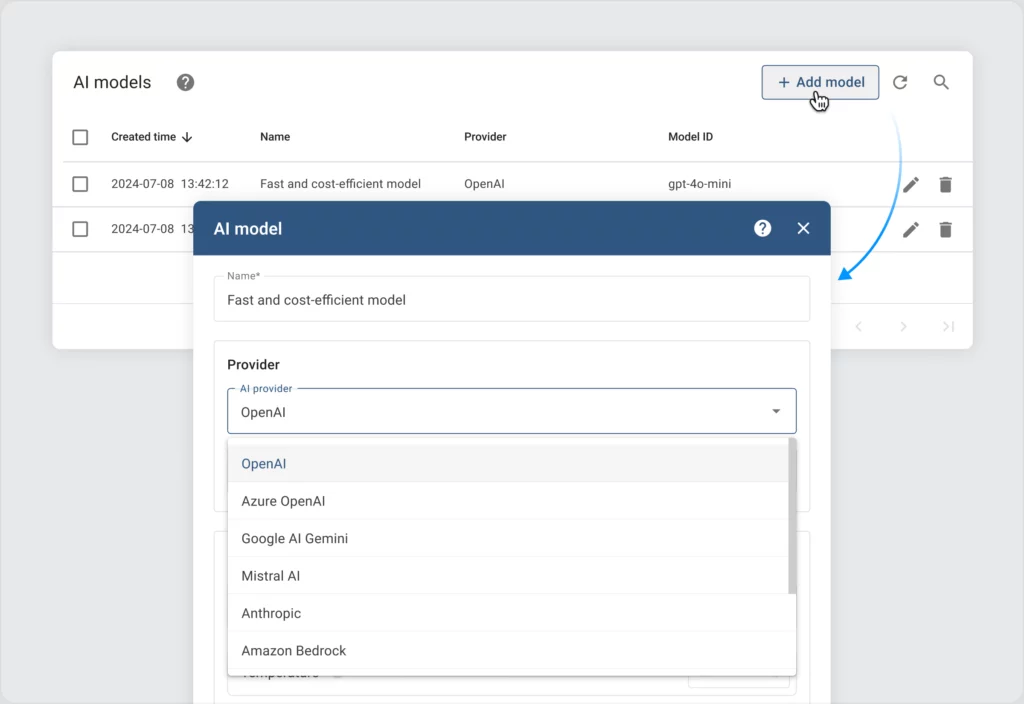 AI models ?
+ Add model
Created time Name Provider Model ID
2024-07-08 13:42:12 Fast and cost-efficient model OpenAI gpt-4o-mini
2024-07-08 13
AI model ?
Name*
Fast and cost-efficient model
Provider
AI provider
OpenAI
OpenAI
Azure OpenAI
Google AI Gemini
Mistral AI
Anthropic
Amazon Bedrock
Temperature